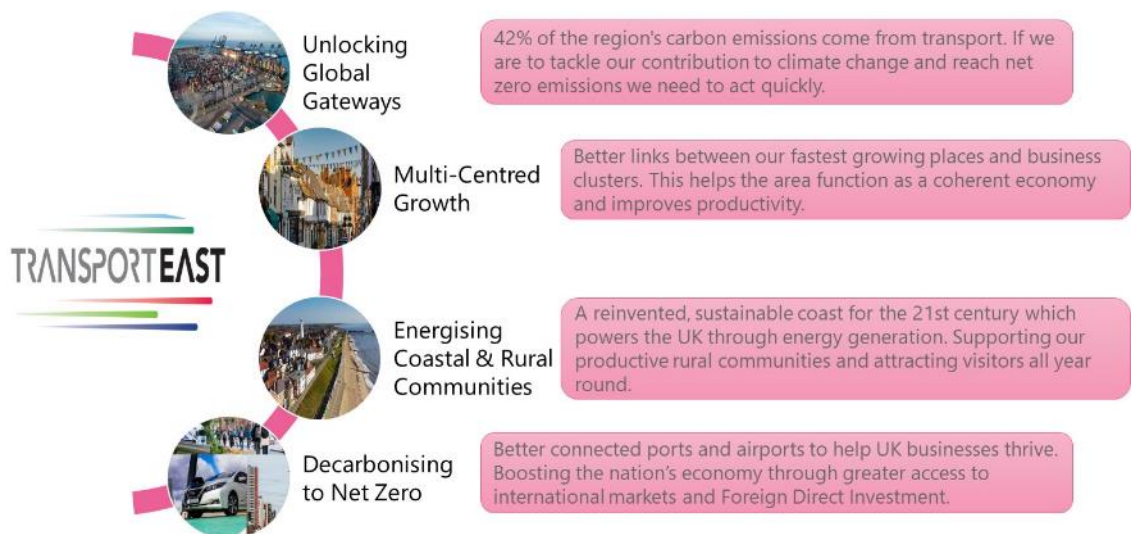 Unlocking
Global
Gateways
42% of the region's carbon emissions come from transport. If we
are to tackle our contribution to climate change and reach net
zero emissions we need to act quickly.
Multi-Centred
Growth
Better links between our fastest growing places and business
clusters. This helps the area function as a coherent economy
and improves productivity.
TRANSPORTEAST
Energising
Coastal & Rural
Communities
A reinvented, sustainable coast for the 21st century which
powers the UK through energy generation. Supporting our
productive rural communities and attracting visitors all year
round.
Decarbonising
to Net Zero
Better connected ports and airports to help UK businesses thrive.
Boosting the nation’s economy through greater access to
international markets and Foreign Direct Investment.